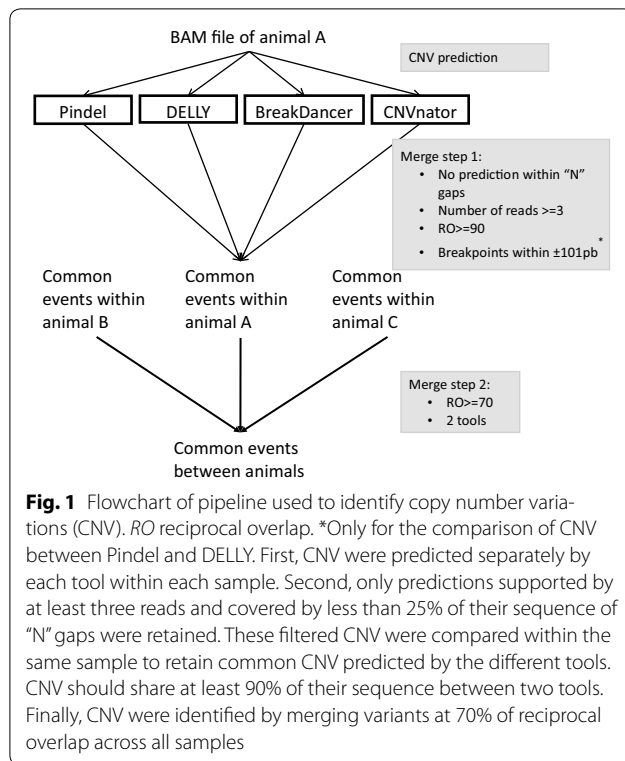 BAM file of animal A
CNV prediction
Pindel
DELLY
BreakDancer
CNVnator
Merge step 1:
• No prediction within “N”
gaps
• Number of reads >=3
• RO>=90
• Breakpoints within ±101pb*
Common
events within
animal B
Common
events within
animal A
Common
events within
animal C
Merge step 2:
• RO>=70
• 2 tools
Common events
between animals
Fig. 1 Flowchart of pipeline used to identify copy number varia-
tions (CNV). RO reciprocal overlap. *Only for the comparison of CNV
between Pindel and DELLY. First, CNV were predicted separately by
each tool within each sample. Second, only predictions supported by
at least three reads and covered by less than 25% of their sequence of
“N” gaps were retained. These filtered CNV were compared within the
same sample to retain common CNV predicted by the different tools.
CNV should share at least 90% of their sequence between two tools.
Finally, CNV were identified by merging variants at 70% of reciprocal
overlap across all samples